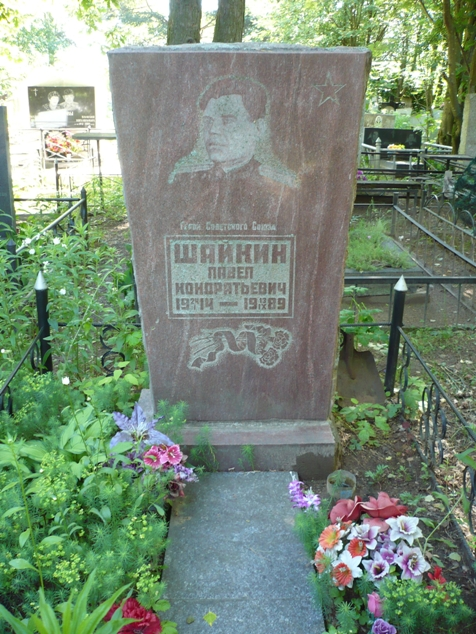 Герой Советского Союза
ШАЙКИН
ПАВЕЛ
КОНДРАТЬЕВИЧ
1914 — 1989